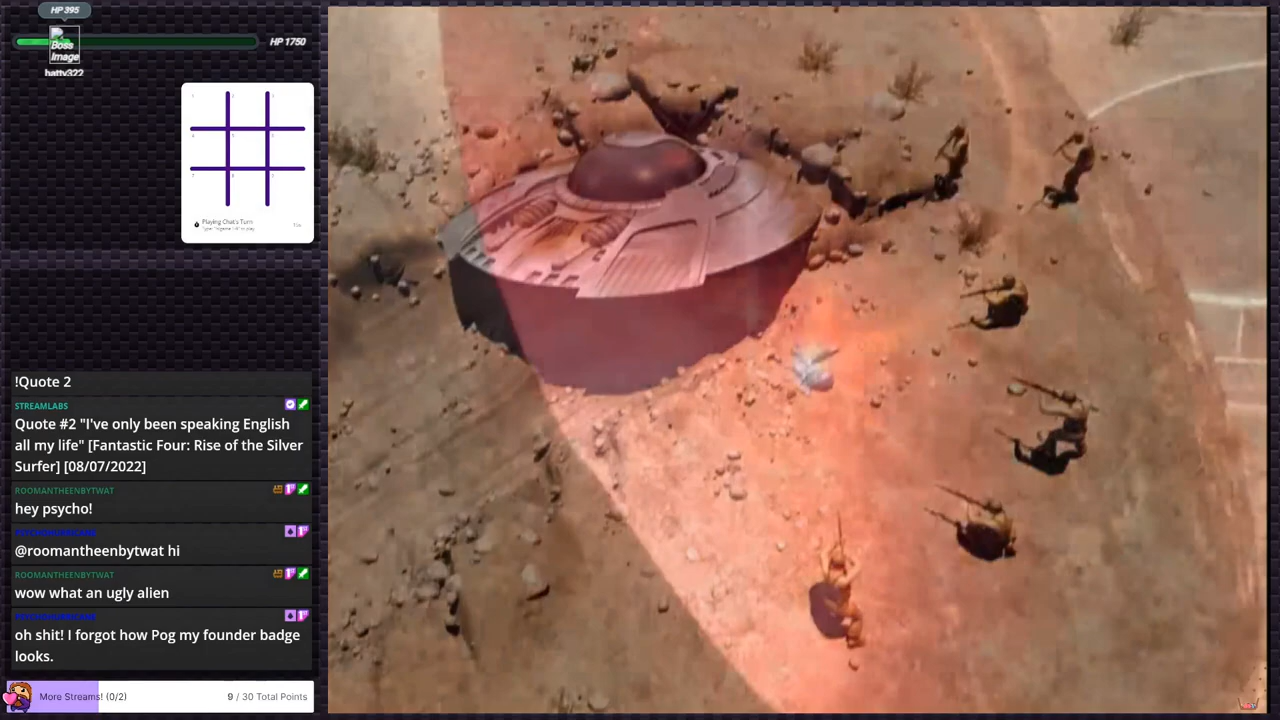 HP 395
Boss
Image
hatty322
HP 1750
Playing Chat's Turn
!Quote 2
STREAMLABS
Quote #2 "I've only been speaking English
all my life" [Fantastic Four: Rise of the Silver
Surfer] [08/07/2022]
ROOMANTHEENBYTWAT
hey psycho!
@roomantheenbytwat hi
ROOMANTHEENBYTWAT
wow what an ugly alien
oh shit! I forgot how Pog my founder badge
looks.
More Streams! (0/2)
9 / 30 Total Points